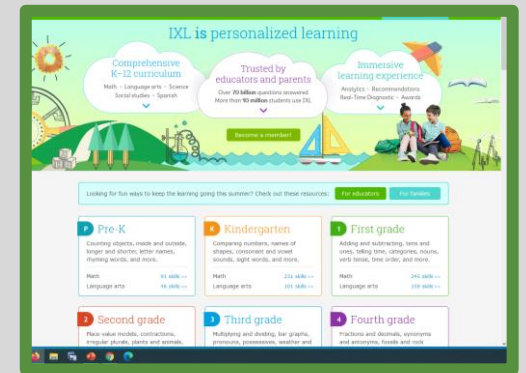 IXL is personalized learning
Comprehensive
K–12 curriculum
Math • Language arts • Science
Social studies • Spanish
Trusted by
educators and parents
Over 70 billion questions answered
More than 10 million students use IXL
Immersive
learning experience
Analytics • Recommendations
Real-Time Diagnostic • Awards
Become a member!
Looking for fun ways to keep the learning going this summer? Check out these resources:
For educators
For families
P Pre-K
Counting objects, inside and outside,
longer and shorter, letter names,
rhyming words, and more.
Math
Language arts
K Kindergarten
Comparing numbers, names of
shapes, consonant and vowel
sounds, sight words, and more.
Math
Language arts
1 First grade
Adding and subtracting, tens and
ones, telling time, categories, nouns,
verb tense, time order, and more.
Math
Language arts
2 Second grade
Place-value models, contractions,
irregular plurals, plants and animals,
3 Third grade
Multiplying and dividing, bar graphs,
pronouns, possessives, weather and
4 Fourth grade
Fractions and decimals, synonyms
and antonyms, fossils and rock